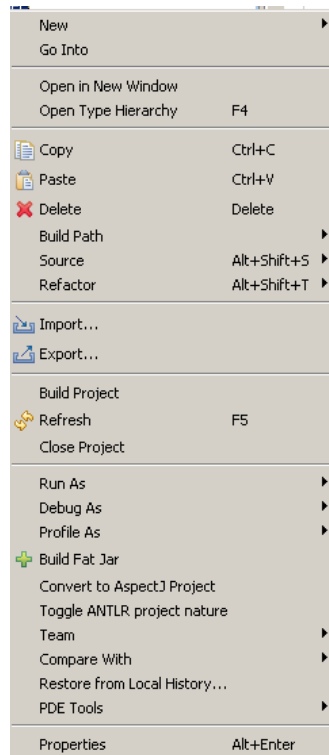 New
Go Into
Open in New Window
Open Type Hierarchy F4
Copy Ctrl+C
Paste Ctrl+V
Delete Delete
Build Path
Source Alt+Shift+S
Refactor Alt+Shift+T
Import...
Export...
Build Project
Refresh F5
Close Project
Run As
Debug As
Profile As
Build Fat Jar
Convert to AspectJ Project
Toggle ANTLR project nature
Team
Compare With
Restore from Local History...
PDE Tools
Properties Alt+Enter